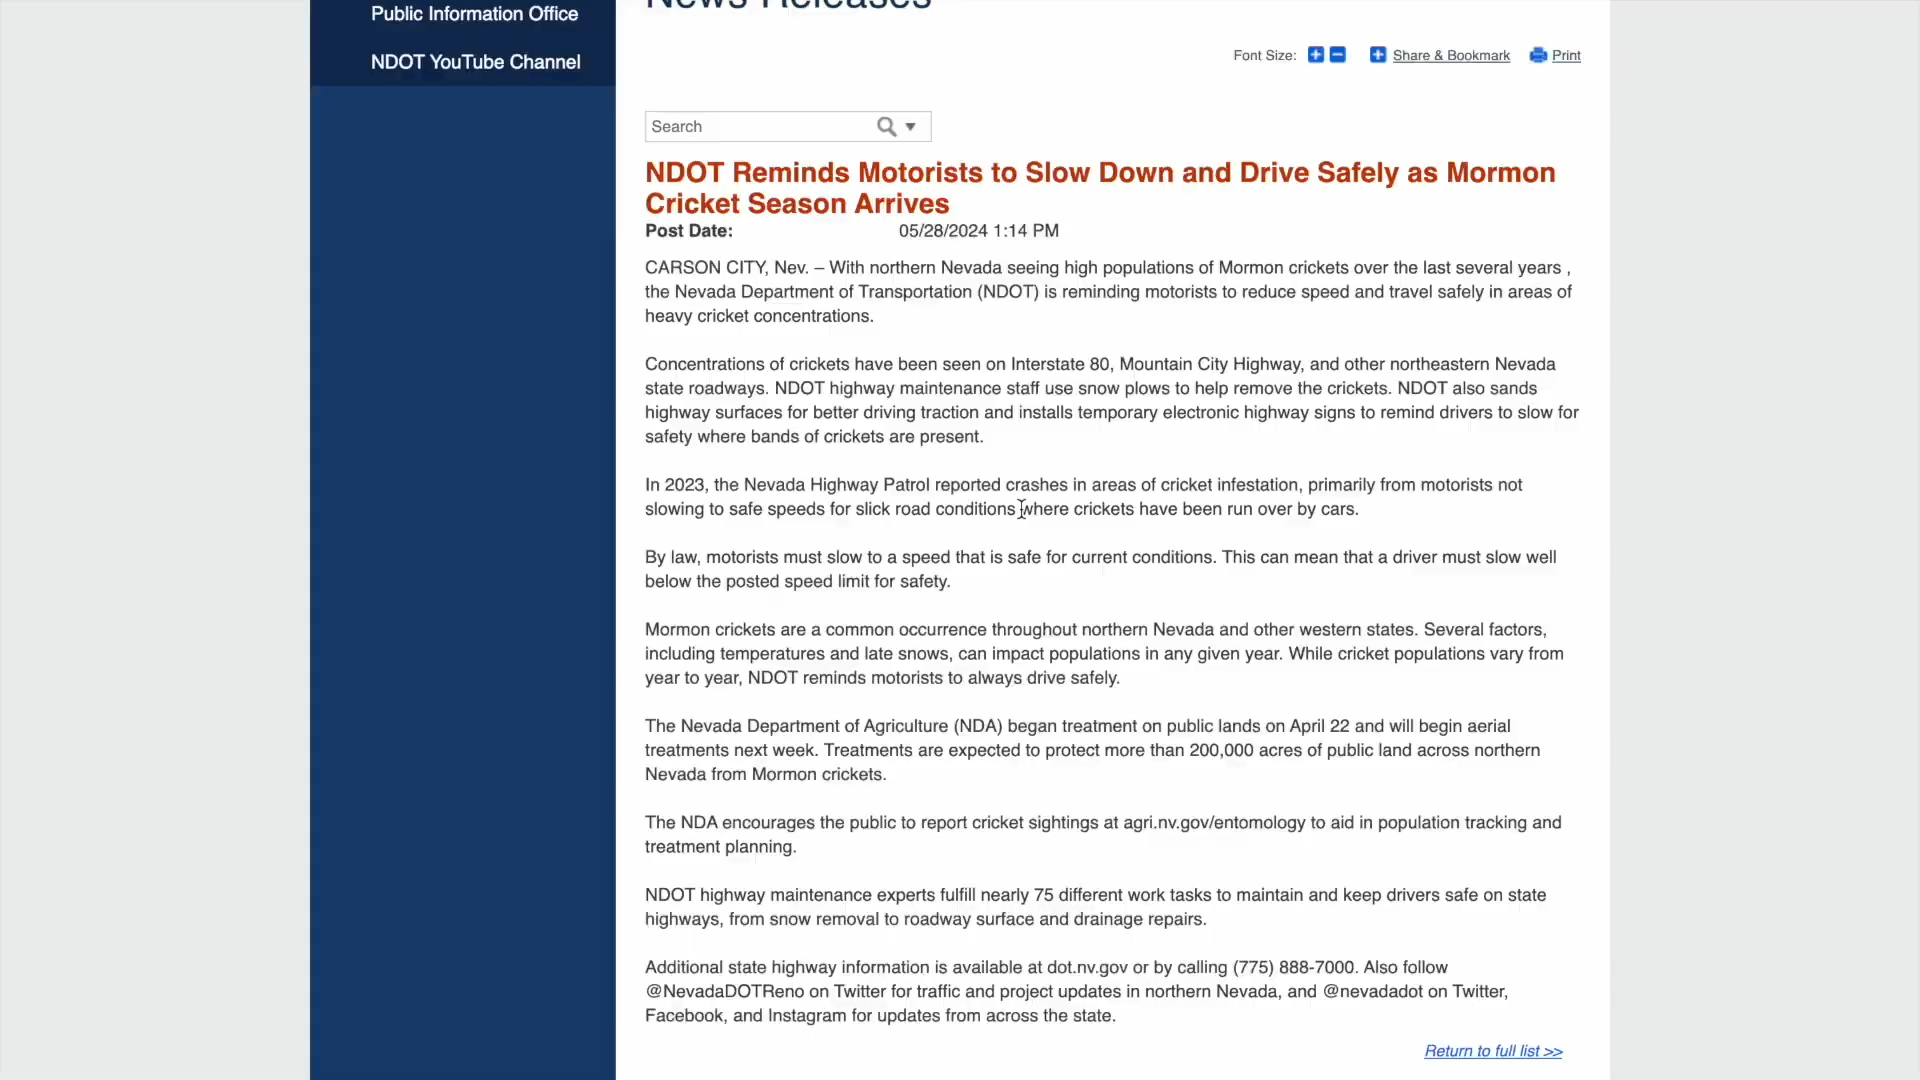 Public Information Office
NDOT YouTube Channel
News Releases
Font Size: Share & Bookmark Print
Search
NDOT Reminds Motorists to Slow Down and Drive Safely as Mormon
Cricket Season Arrives
Post Date: 05/28/2024 1:14 PM
CARSON CITY, Nev. – With northern Nevada seeing high populations of Mormon crickets over the last several years ,
the Nevada Department of Transportation (NDOT) is reminding motorists to reduce speed and travel safely in areas of
heavy cricket concentrations.
Concentrations of crickets have been seen on Interstate 80, Mountain City Highway, and other northeastern Nevada
state roadways. NDOT highway maintenance staff use snow plows to help remove the crickets. NDOT also sands
highway surfaces for better driving traction and installs temporary electronic highway signs to remind drivers to slow for
safety where bands of crickets are present.
In 2023, the Nevada Highway Patrol reported crashes in areas of cricket infestation, primarily from motorists not
slowing to safe speeds for slick road conditions where crickets have been run over by cars.
By law, motorists must slow to a speed that is safe for current conditions. This can mean that a driver must slow well
below the posted speed limit for safety.
Mormon crickets are a common occurrence throughout northern Nevada and other western states. Several factors,
including temperatures and late snows, can impact populations in any given year. While cricket populations vary from
year to year, NDOT reminds motorists to always drive safely.
The Nevada Department of Agriculture (NDA) began treatment on public lands on April 22 and will begin aerial
treatments next week. Treatments are expected to protect more than 200,000 acres of public land across northern
Nevada from Mormon crickets.
The NDA encourages the public to report cricket sightings at agri.nv.gov/entomology to aid in population tracking and
treatment planning.
NDOT highway maintenance experts fulfill nearly 75 different work tasks to maintain and keep drivers safe on state
highways, from snow removal to roadway surface and drainage repairs.
Additional state highway information is available at dot.nv.gov or by calling (775) 888-7000. Also follow
@NevadaDOTReno on Twitter for traffic and project updates in northern Nevada, and @nevadadot on Twitter,
Facebook, and Instagram for updates from across the state.
Return to full list >>